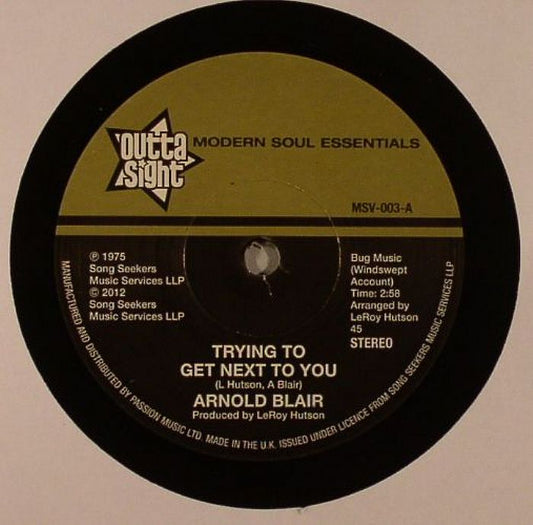 outta
sight
MODERN SOUL ESSENTIALS
MSV-003-A
℗ 1975
Song Seekers
Music Services LLP
© 2012
Song Seekers
Music Services LLP
Bug Music
(Windswept
Account)
Time: 2:58
Arranged by
LeRoy Hutson
45
STEREO
TRYING TO
GET NEXT TO YOU
(L Hutson, A Blair)
ARNOLD BLAIR
Produced by LeRoy Hutson
MANUFACTURED AND DISTRIBUTED BY PASSION MUSIC LTD. MADE IN THE U.K. ISSUED UNDER LICENCE FROM SONG SEEKERS MUSIC SERVICES LLP